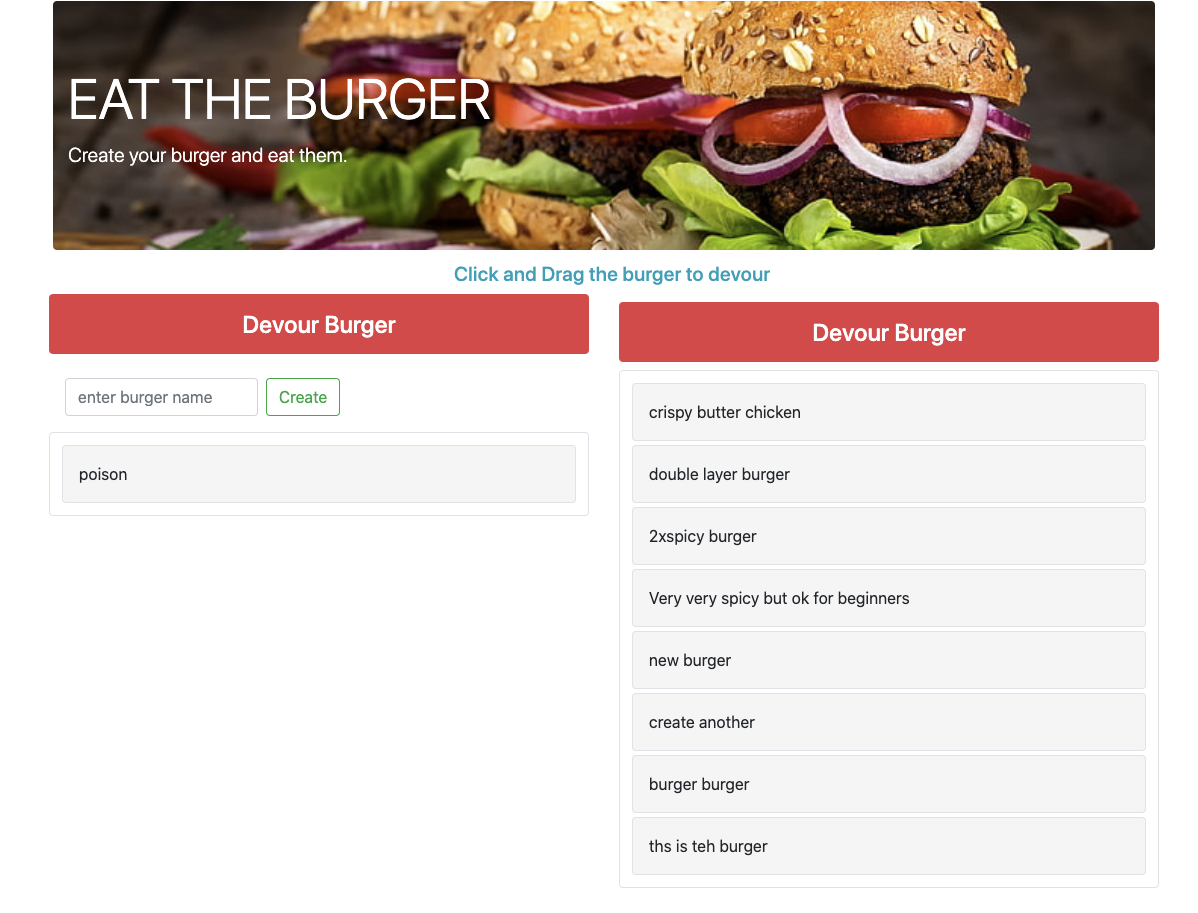 EAT THE BURGER
Create your burger and eat them.
Click and Drag the burger to devour
Devour Burger
enter burger name
Create
poison
Devour Burger
crispy butter chicken
double layer burger
2xspicy burger
Very very spicy but ok for beginners
new burger
create another
burger burger
ths is teh burger